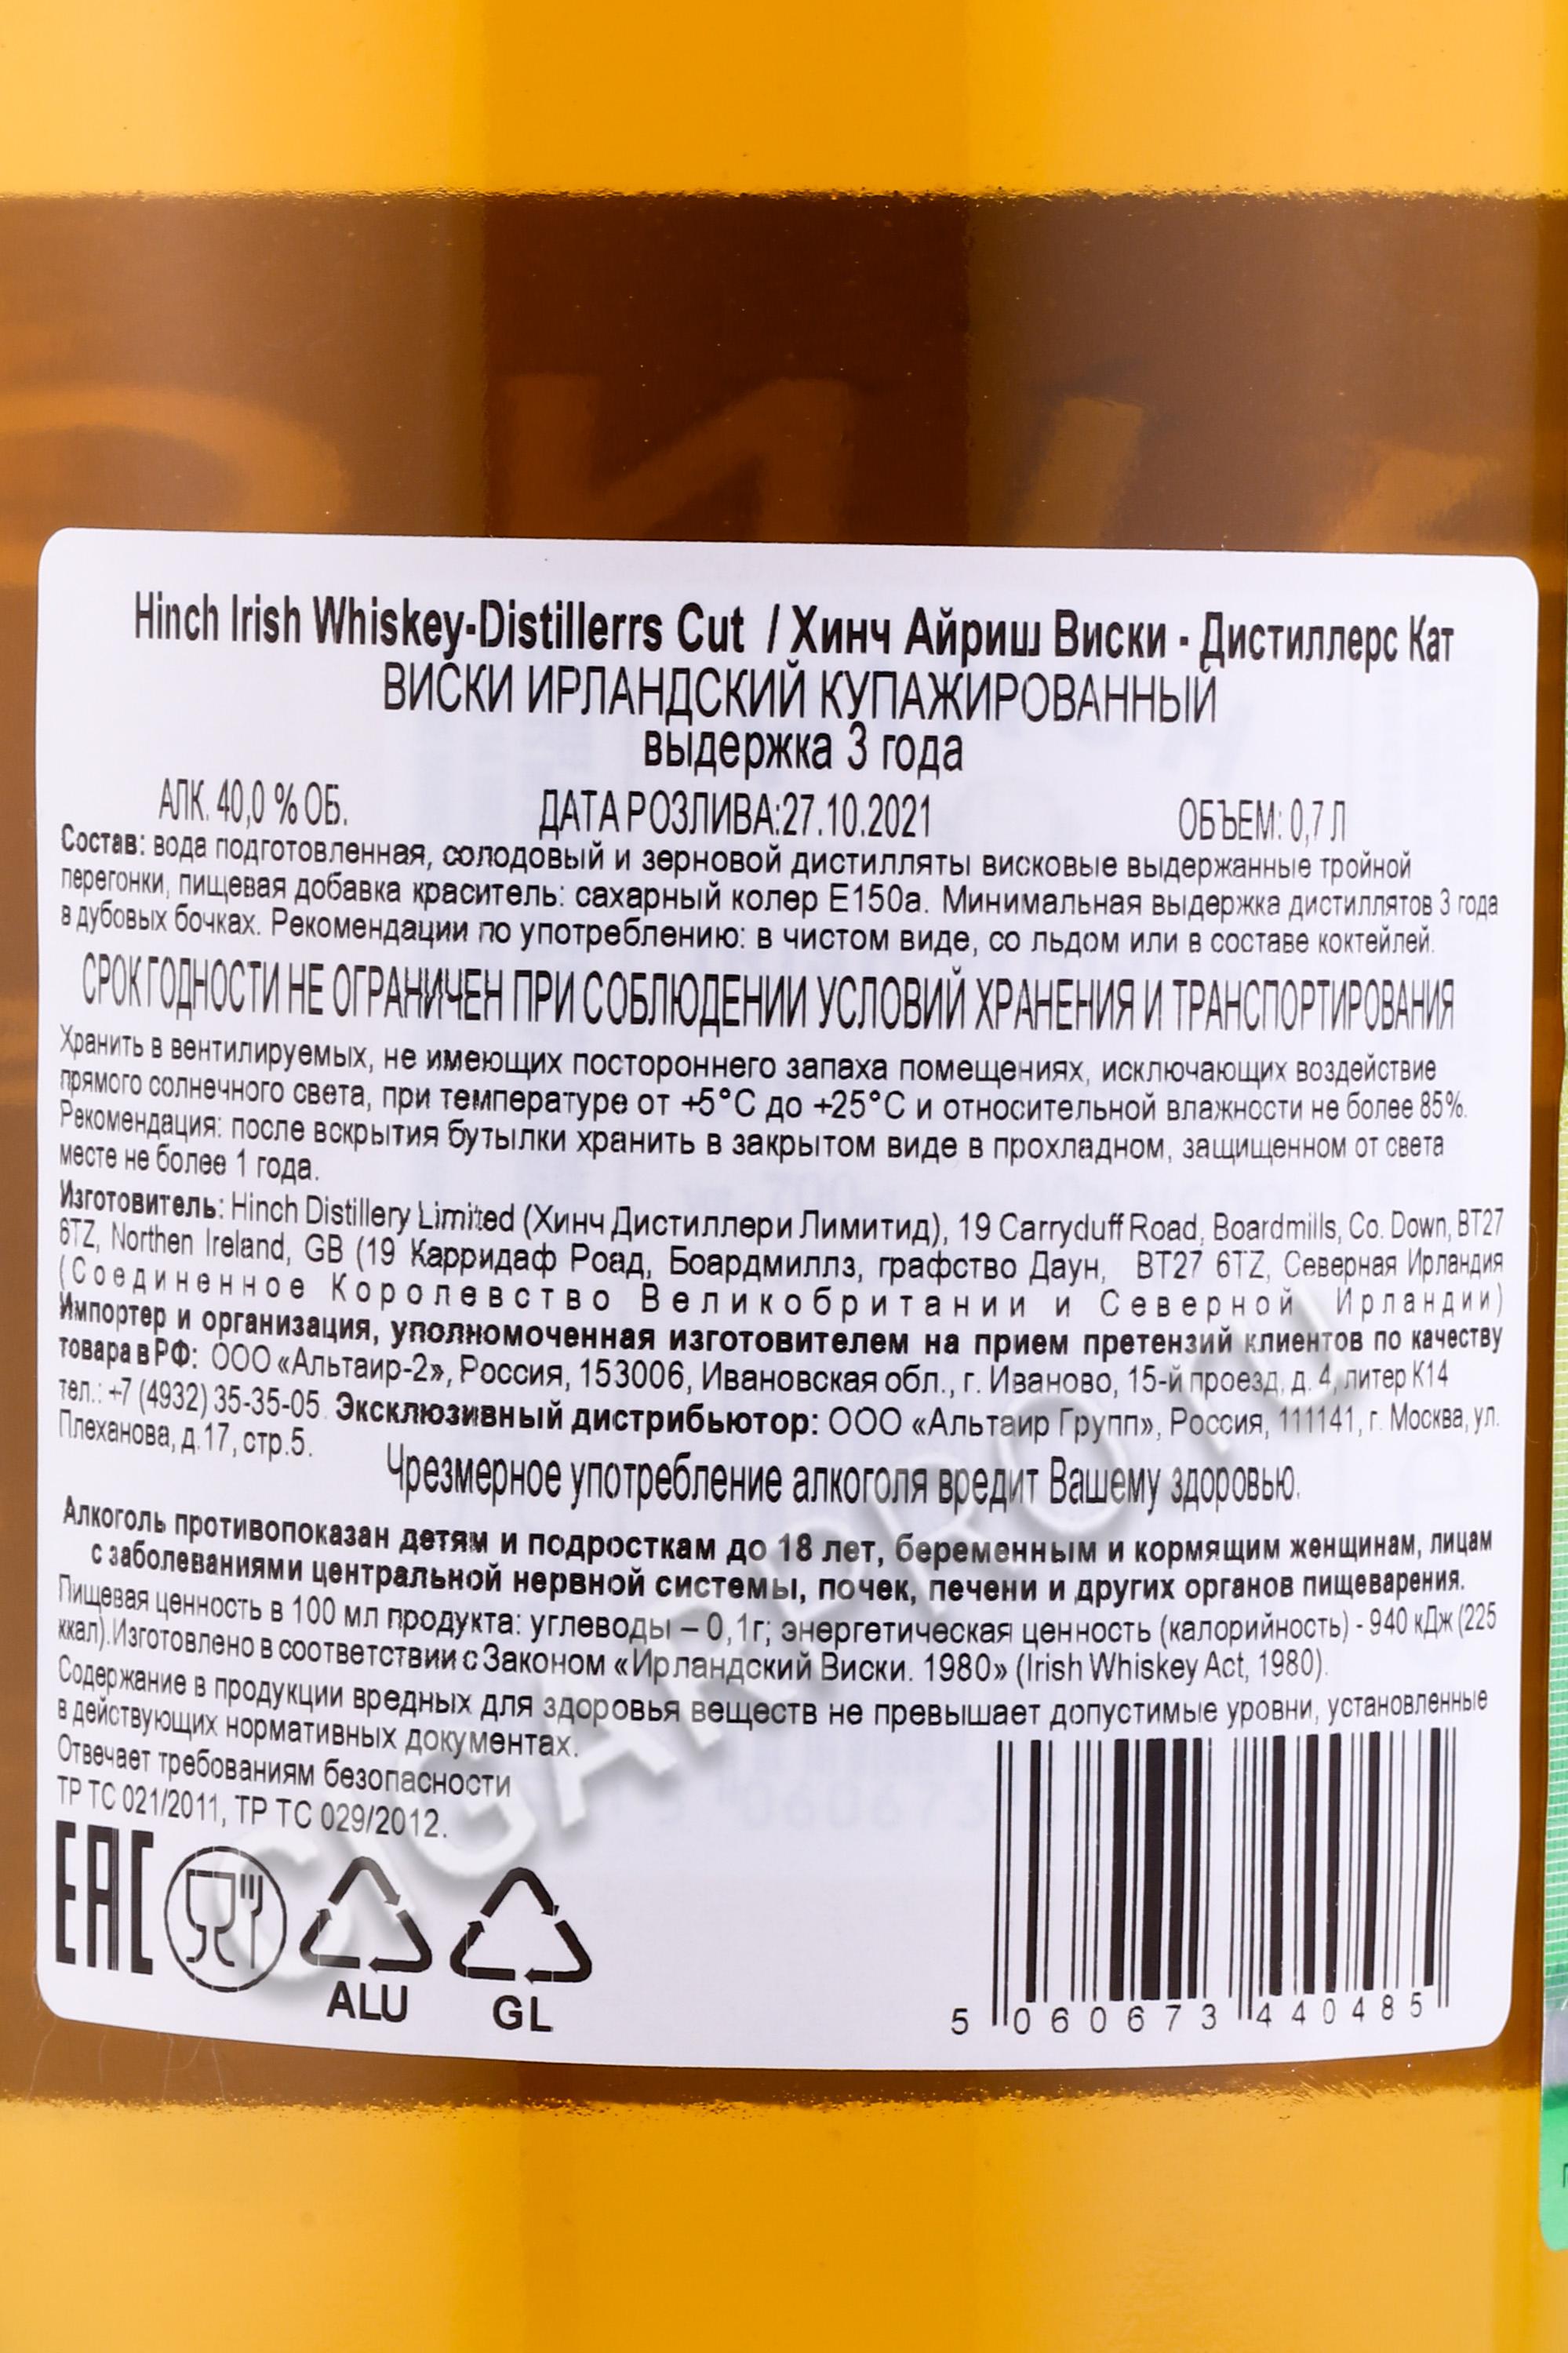 Hinch Irish Whiskey-Distillerrs Cut / Хинч Айриш Виски - Дистиллерс Кат
ВИСКИ ИРЛАНДСКИЙ КУПАЖИРОВАННЫЙ
выдержка 3 года
АЛК. 40,0 % ОБ. ДАТА РОЗЛИВА:27.10.2021 ОБЪЕМ: 0,7 Л
Состав: вода подготовленная, солодовый и зерновой дистилляты висковые выдержанные тройной
перегонки, пищевая добавка краситель: сахарный колер Е150а. Минимальная выдержка дистиллятов 3 года
в дубовых бочках. Рекомендации по употреблению: в чистом виде, со льдом или в составе коктейлей.
СРОК ГОДНОСТИ НЕ ОГРАНИЧЕН ПРИ СОБЛЮДЕНИИ УСЛОВИЙ ХРАНЕНИЯ И ТРАНСПОРТИРОВАНИЯ
Хранить в вентилируемых, не имеющих постороннего запаха помещениях, исключающих воздействие
прямого солнечного света, при температуре от +5°С до +25°С и относительной влажности не более 85%.
Рекомендация: после вскрытия бутылки хранить в закрытом виде в прохладном, защищенном от света
месте не более 1 года.
Изготовитель: Hinch Distillery Limited (Хинч Дистиллери Лимитид), 19 Carryduff Road, Boardmills, Co. Down, BT27
6TZ, Northen Ireland, GB (19 Карридаф Роад, Боардмиллз, графство Даун, BT27 6TZ, Северная Ирландия
(Соединенное Королевство Великобритании и Северной Ирландии)
Импортер и организация, уполномоченная изготовителем на прием претензий клиентов по качеству
товара в РФ: ООО «Альтаир-2», Россия, 153006, Ивановская обл., г. Иваново, 15-й проезд, д. 4, литер К14
тел.: +7 (4932) 35-35-05. Эксклюзивный дистрибьютор: ООО «Альтаир Групп», Россия, 111141, г. Москва, ул.
Плеханова, д.17, стр.5.
Чрезмерное употребление алкоголя вредит Вашему здоровью.
Алкоголь противопоказан детям и подросткам до 18 лет, беременным и кормящим женщинам, лицам
с заболеваниями центральной нервной системы, почек, печени и других органов пищеварения.
Пищевая ценность в 100 мл продукта: углеводы – 0,1г; энергетическая ценность (калорийность) - 940 кДж (225
ккал).Изготовлено в соответствии с Законом «Ирландский Виски. 1980» (Irish Whiskey Act, 1980).
Содержание в продукции вредных для здоровья веществ не превышает допустимые уровни, установленные
в действующих нормативных документах.
Отвечает требованиям безопасности
ТР ТС 021/2011, ТР ТС 029/2012.
EAC
ALU GL
5 060673 440485
CIGARPRO.ru